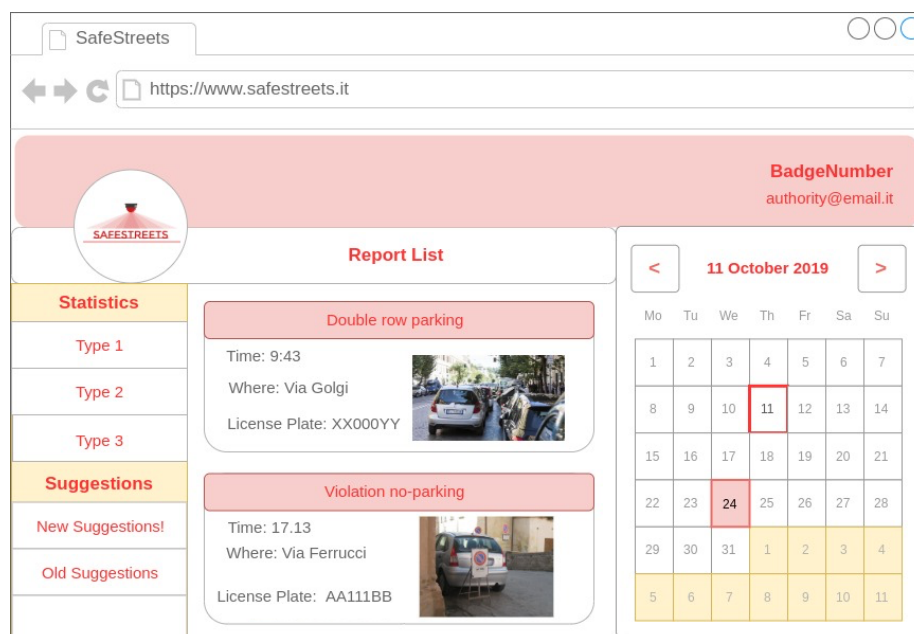 SafeStreets
https://www.safestreets.it
BadgeNumber
authority@email.it
SAFESTREETS
Report List
Statistics
Type 1
Type 2
Type 3
Suggestions
New Suggestions!
Old Suggestions
Double row parking
Time: 9:43
Where: Via Golgi
License Plate: XX000YY
Violation no-parking
Time: 17.13
Where: Via Ferrucci
License Plate: AA111BB
< 11 October 2019 >
Mo Tu We Th Fr Sa Su
1 2 3 4 5 6 7
8 9 10 11 12 13 14
15 16 17 18 19 20 21
22 23 24 25 26 27 28
29 30 31 1 2 3 4
5 6 7 8 9 10 11